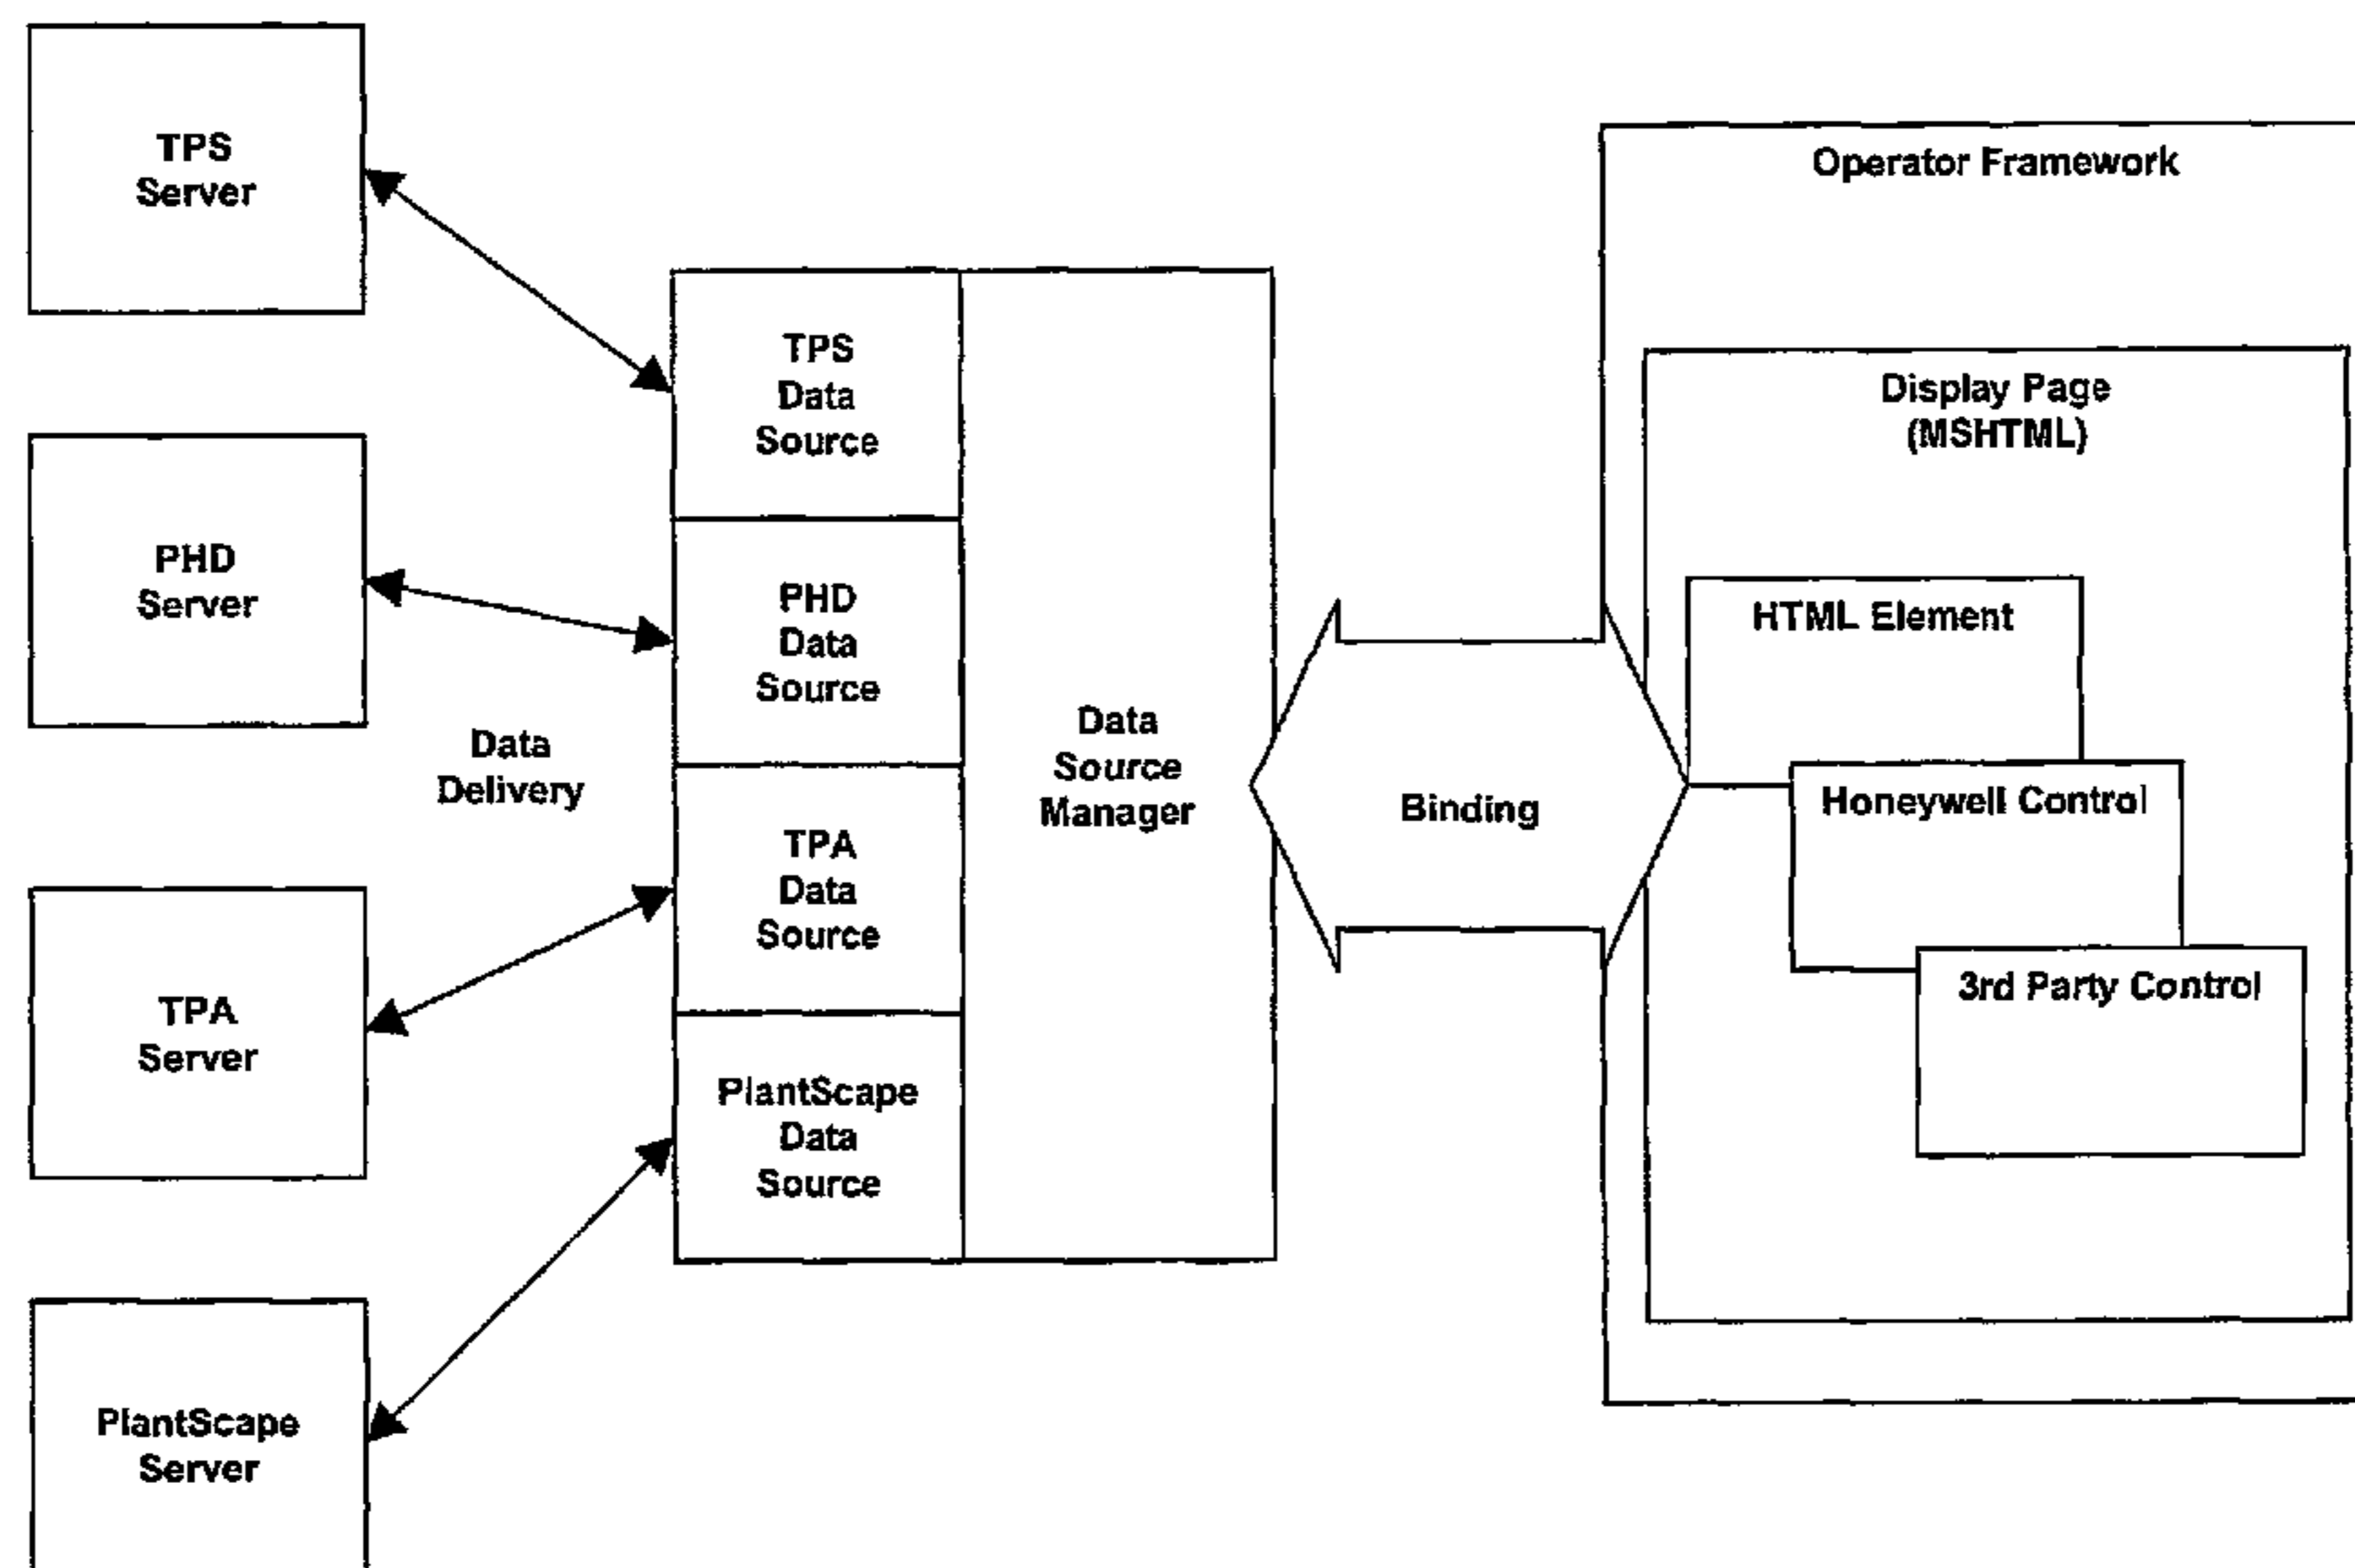 TPS
Server
PHD
Server
TPA
Server
PlantScape
Server
Data
Delivery
TPS
Data
Source
PHD
Data
Source
TPA
Data
Source
PlantScape
Data
Source
Data
Source
Manager
Binding
Operator Framework
Display Page
(MSHTML)
HTML Element
Honeywell Control
3rd Party Control